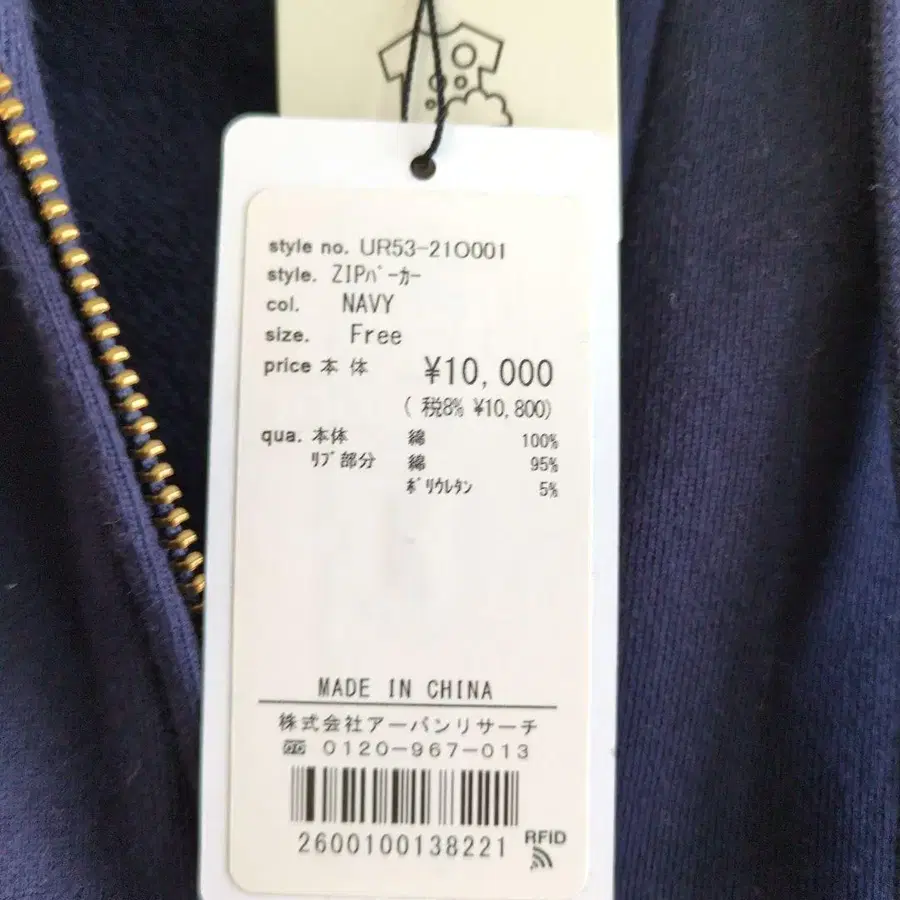 style no. UR53-21O001
style. ZIPパーカー
col. NAVY
size. Free
price 本体 ¥10,000
(税8% ¥10,800)
qua. 本体 綿 100%
リブ部分 綿 95%
ポリウレタン 5%
MADE IN CHINA
株式会社アーバンリサーチ
0120-967-013
2600100138221
RFID